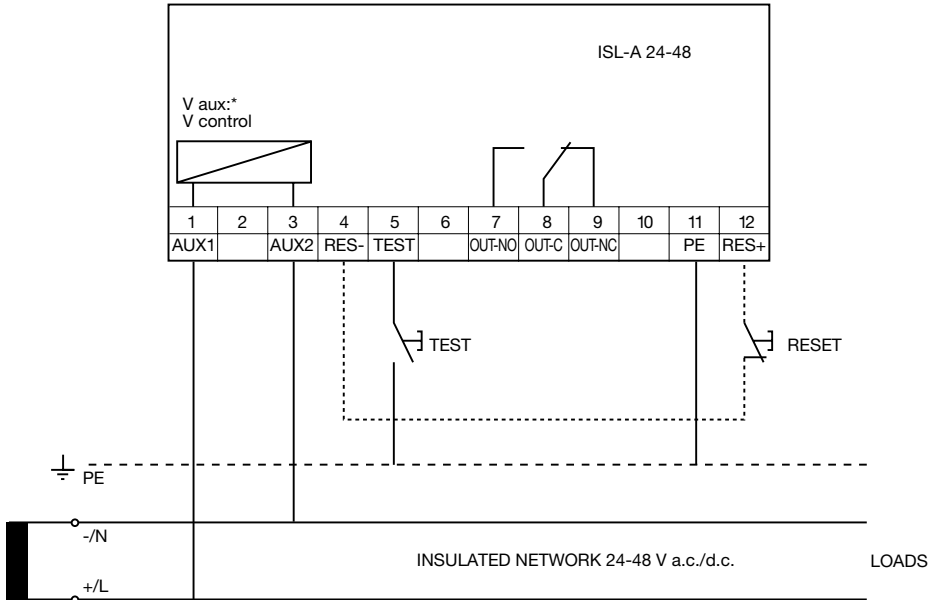 ISL-A 24-48
V aux:*
V control
1 2 3 4 5 6 7 8 9 10 11 12
AUX1 AUX2 RES- TEST OUT-NO OUT-C OUT-NC PE RES+
TEST
RESET
PE
-/N
INSULATED NETWORK 24-48 V a.c./d.c.
LOADS
+/L